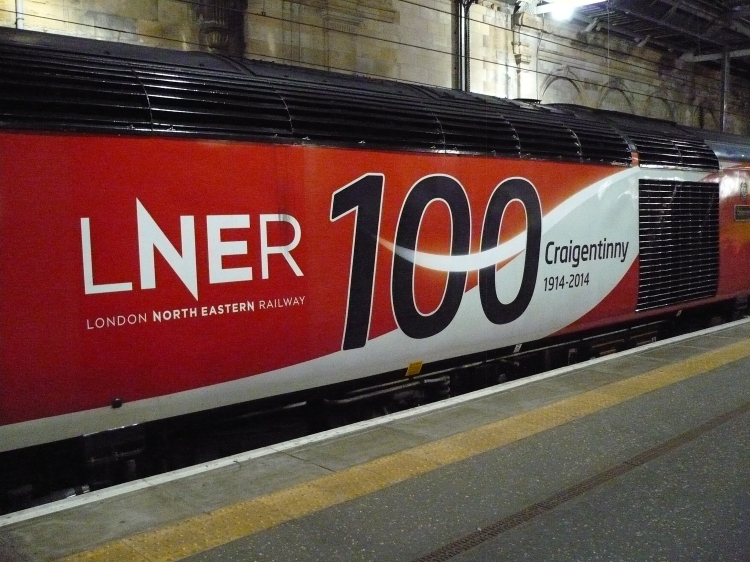 LNER
LONDON NORTH EASTERN RAILWAY
100
Craigentinny
1914-2014